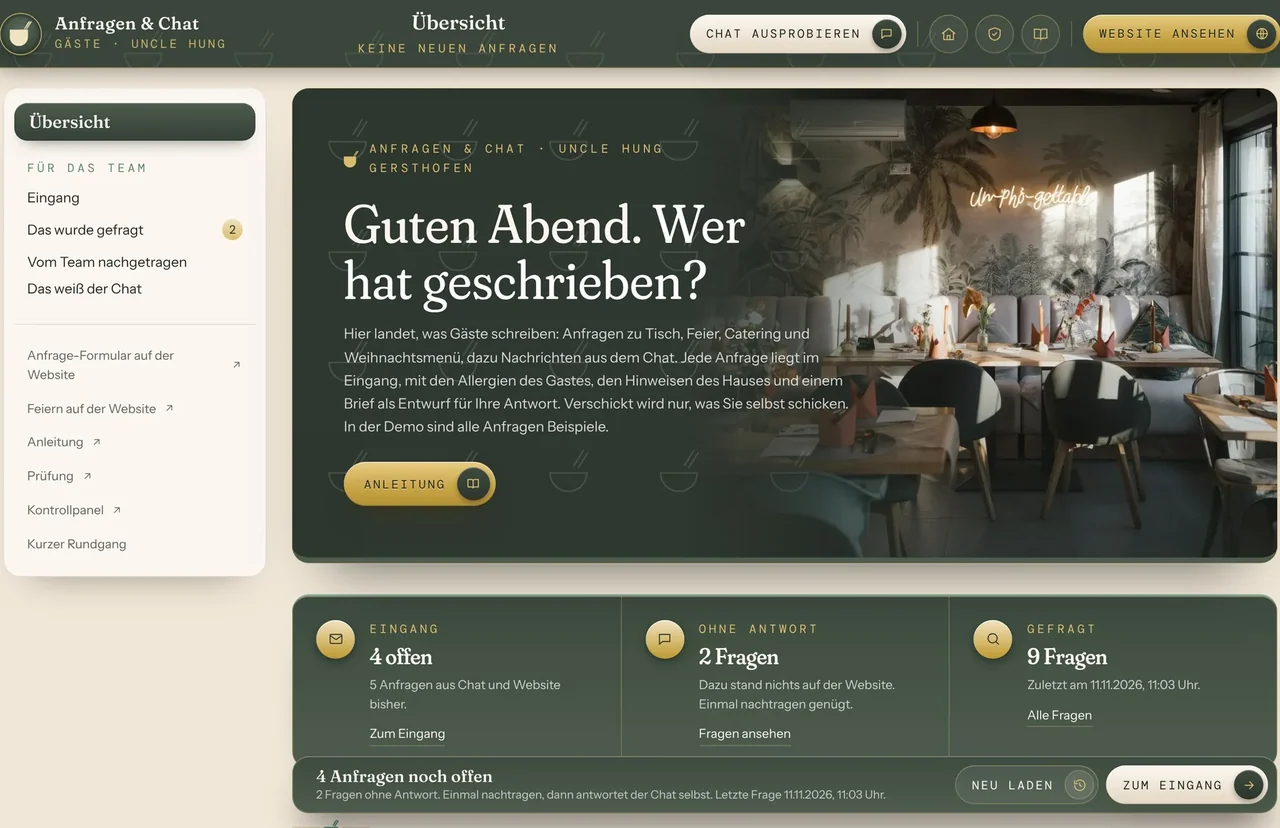 Anfragen & Chat
GÄSTE · UNCLE HUNG
Übersicht
KEINE NEUEN ANFRAGEN
CHAT AUSPROBIEREN
WEBSITE ANSEHEN
Übersicht
FÜR DAS TEAM
Eingang
Das wurde gefragt
2
Vom Team nachgetragen
Das weiß der Chat
Anfrage-Formular auf der
Website
Feiern auf der Website
Anleitung
Prüfung
Kontrollpanel
Kurzer Rundgang
ANFRAGEN & CHAT · UNCLE HUNG
GERSTHOFEN
Guten Abend. Wer
hat geschrieben?
Hier landet, was Gäste schreiben: Anfragen zu Tisch, Feier, Catering und
Weihnachtsmenü, dazu Nachrichten aus dem Chat. Jede Anfrage liegt im
Eingang, mit den Allergien des Gastes, den Hinweisen des Hauses und einem
Brief als Entwurf für Ihre Antwort. Verschickt wird nur, was Sie selbst schicken.
In der Demo sind alle Anfragen Beispiele.
ANLEITUNG
Um-phở-gettable
EINGANG
4 offen
5 Anfragen aus Chat und Website
bisher.
Zum Eingang
OHNE ANTWORT
2 Fragen
Dazu stand nichts auf der Website.
Einmal nachtragen genügt.
Fragen ansehen
GEFRAGT
9 Fragen
Zuletzt am 11.11.2026, 11:03 Uhr.
Alle Fragen
4 Anfragen noch offen
2 Fragen ohne Antwort. Einmal nachtragen, dann antwortet der Chat selbst. Letzte Frage 11.11.2026, 11:03 Uhr.
NEU LADEN
ZUM EINGANG